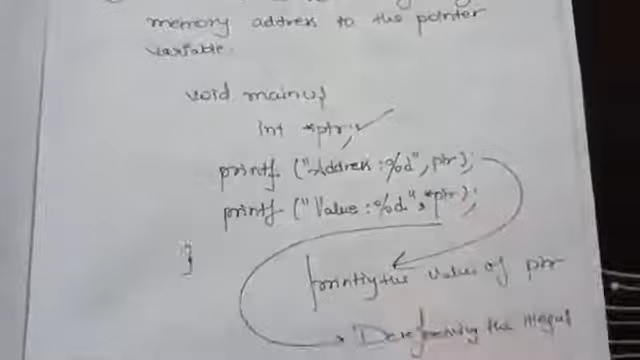 memory address to the pointer
variable.
void main() {
int *ptr;
printf ("Address :%d", ptr);
printf ("Value :%d", *ptr);
}
printing the value of ptr
Dereferencing the illegal